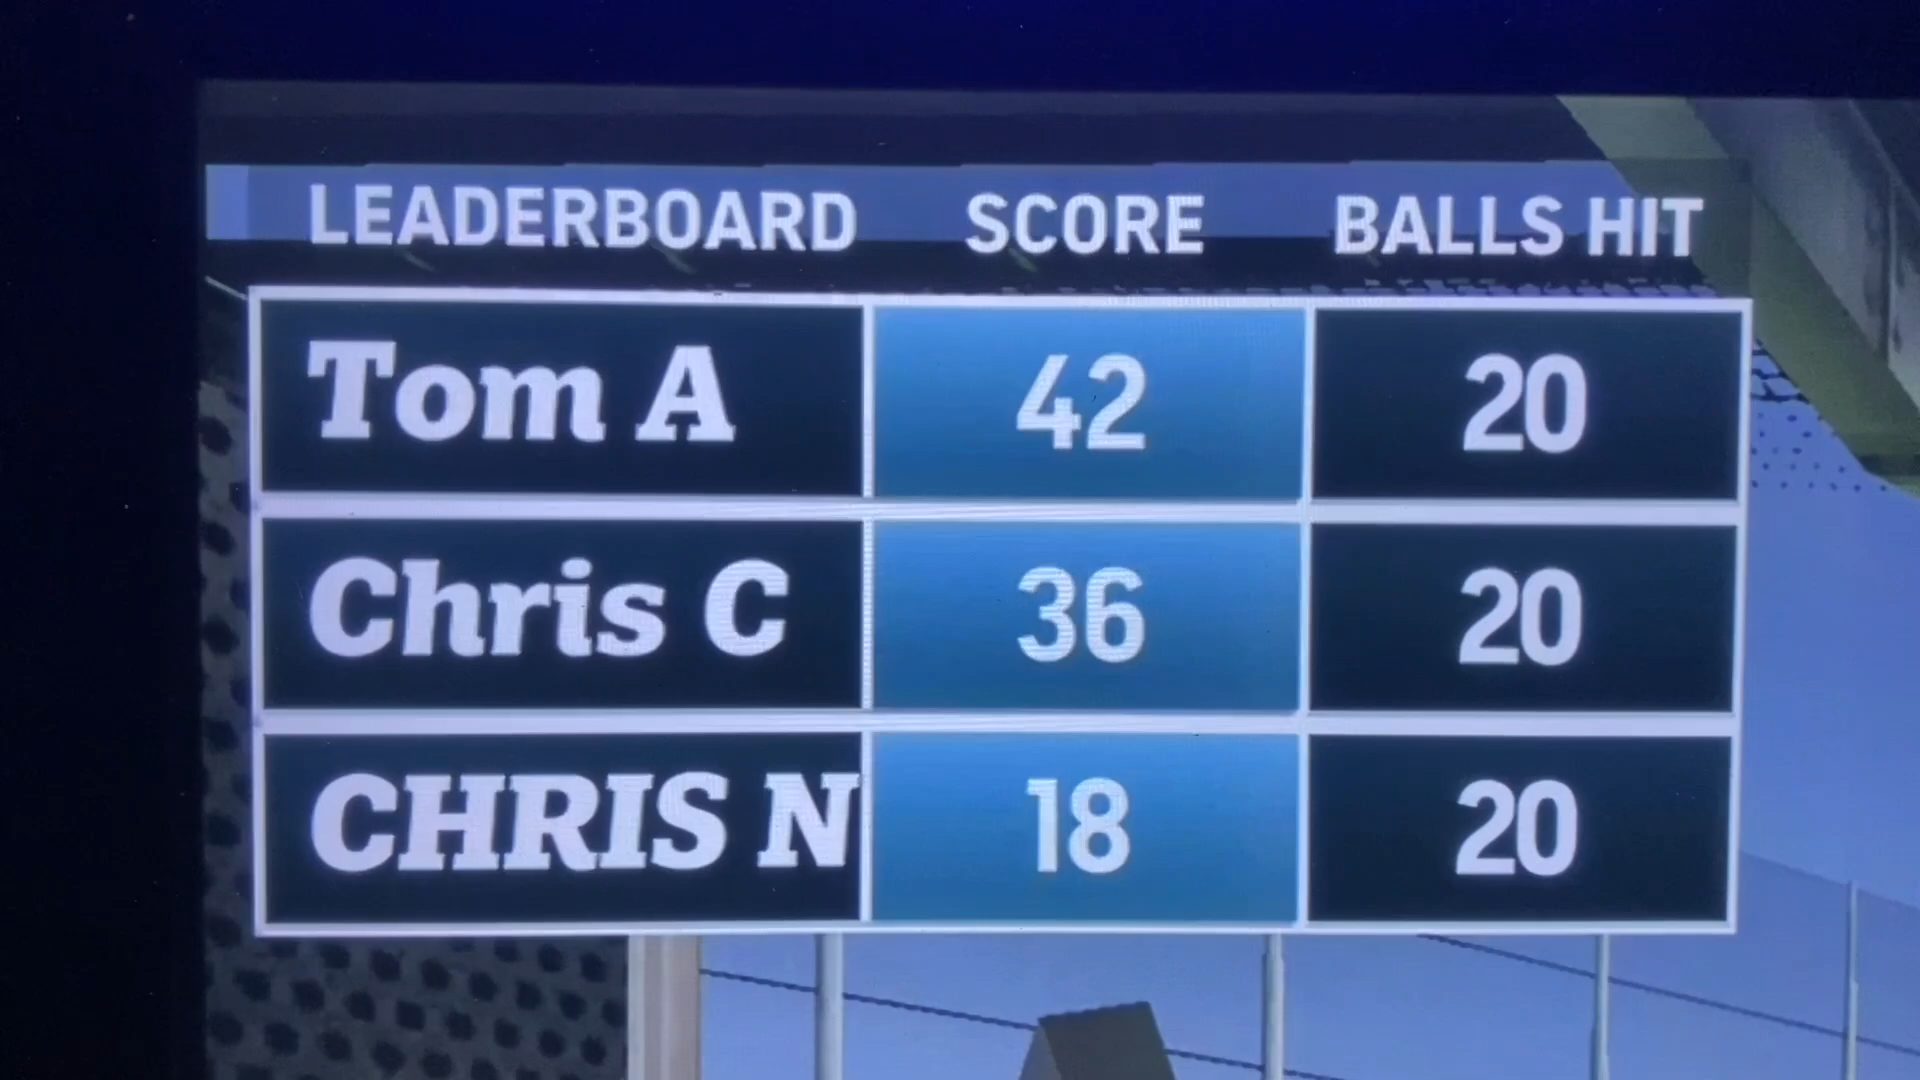 LEADERBOARD SCORE BALLS HIT
Tom A 42 20
Chris C 36 20
CHRIS N 18 20